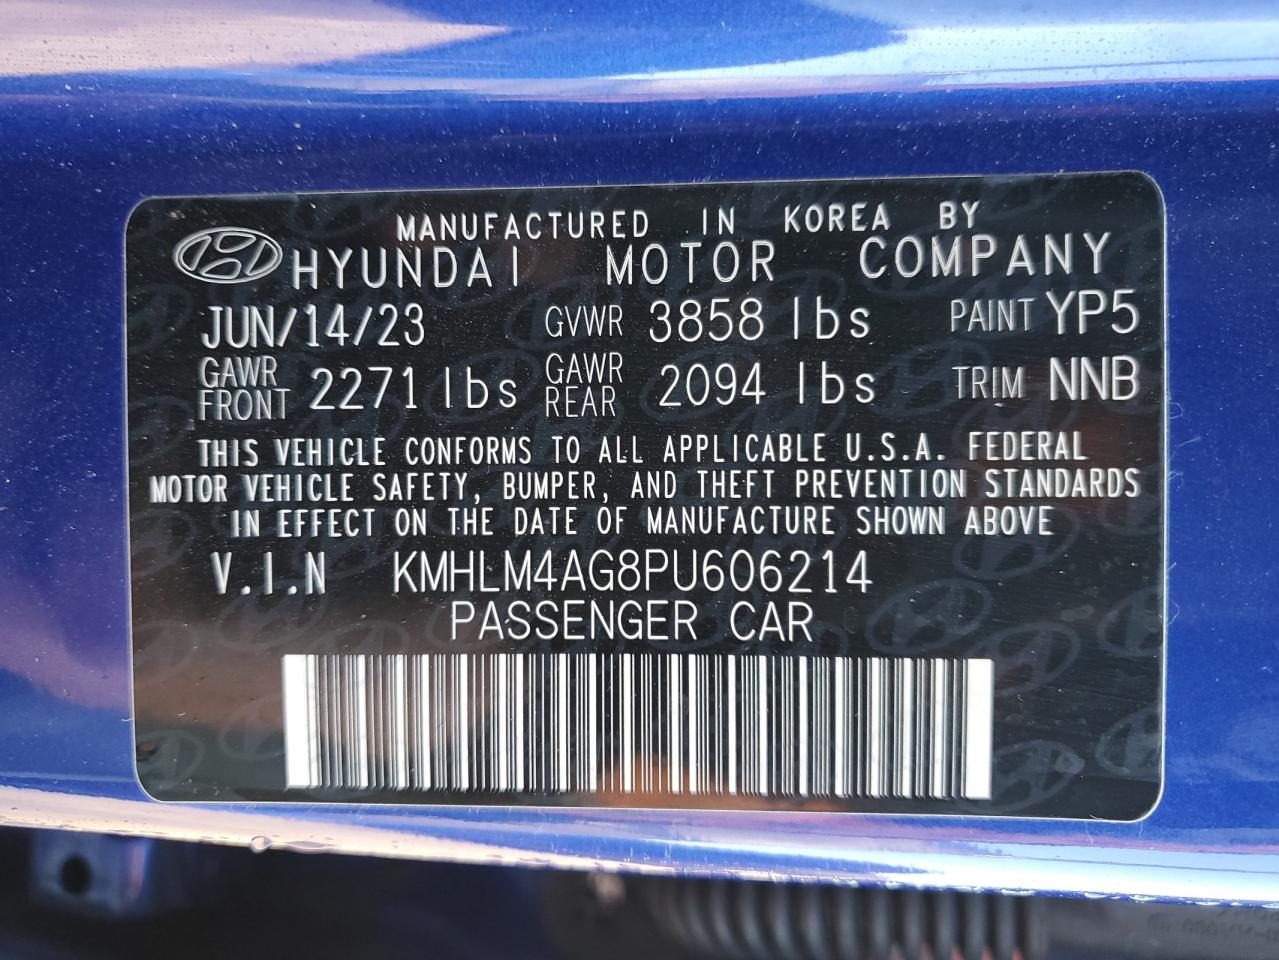 MANUFACTURED IN KOREA BY
HYUNDAI MOTOR COMPANY
JUN/14/23 GVWR 3858 lbs PAINT YP5
GAWR FRONT 2271 lbs GAWR REAR 2094 lbs TRIM NNB
THIS VEHICLE CONFORMS TO ALL APPLICABLE U.S.A. FEDERAL
MOTOR VEHICLE SAFETY, BUMPER, AND THEFT PREVENTION STANDARDS
IN EFFECT ON THE DATE OF MANUFACTURE SHOWN ABOVE
V.I.N KMHLM4AG8PU606214
PASSENGER CAR